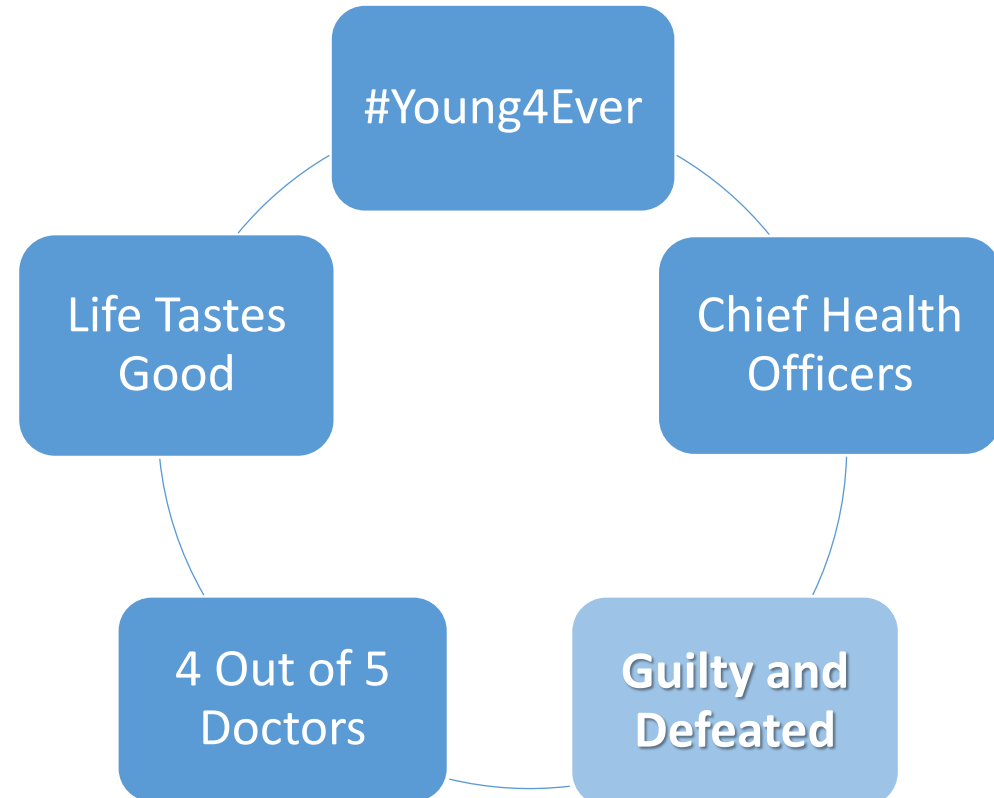 #Young4Ever
Life Tastes
Good
Chief Health
Officers
4 Out of 5
Doctors
Guilty and
Defeated